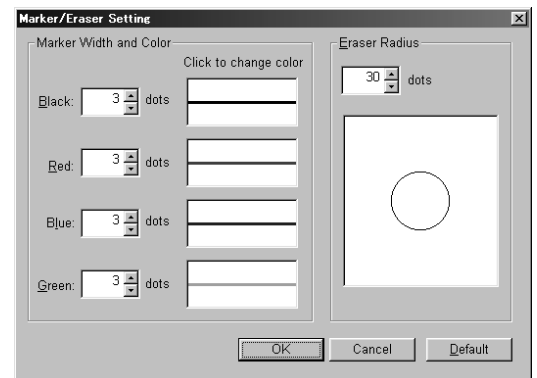 Marker/Eraser Setting
Marker Width and Color
Click to change color
Black: 3 dots
Red: 3 dots
Blue: 3 dots
Green: 3 dots
Eraser Radius
30 dots
OK Cancel Default